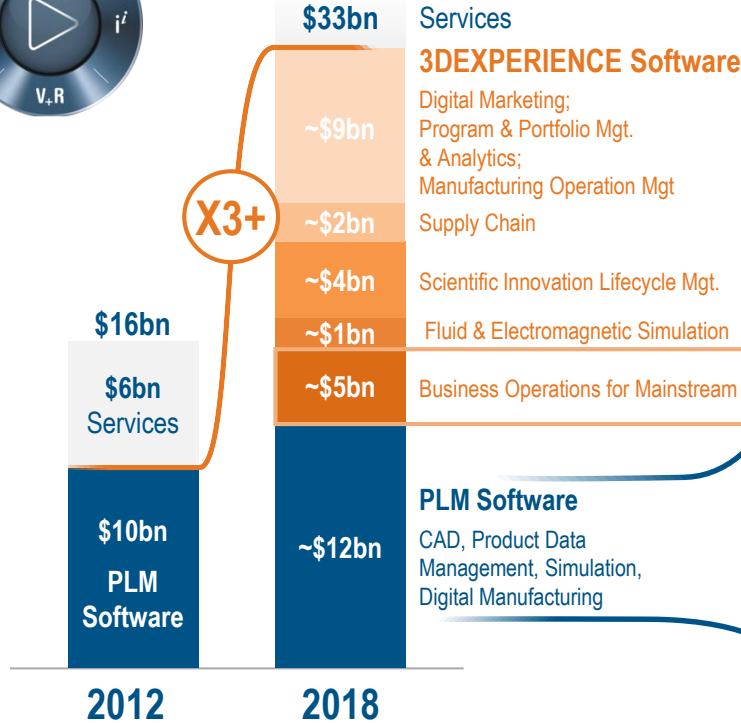 iⁱ
V₊R
$33bn
Services
3DEXPERIENCE Software
~$9bn
Digital Marketing;
Program & Portfolio Mgt.
& Analytics;
Manufacturing Operation Mgt
X3+
~$2bn
Supply Chain
~$4bn
Scientific Innovation Lifecycle Mgt.
~$1bn
Fluid & Electromagnetic Simulation
~$5bn
Business Operations for Mainstream
$16bn
$6bn
Services
$10bn
PLM
Software
~$12bn
PLM Software
CAD, Product Data
Management, Simulation,
Digital Manufacturing
2012
2018